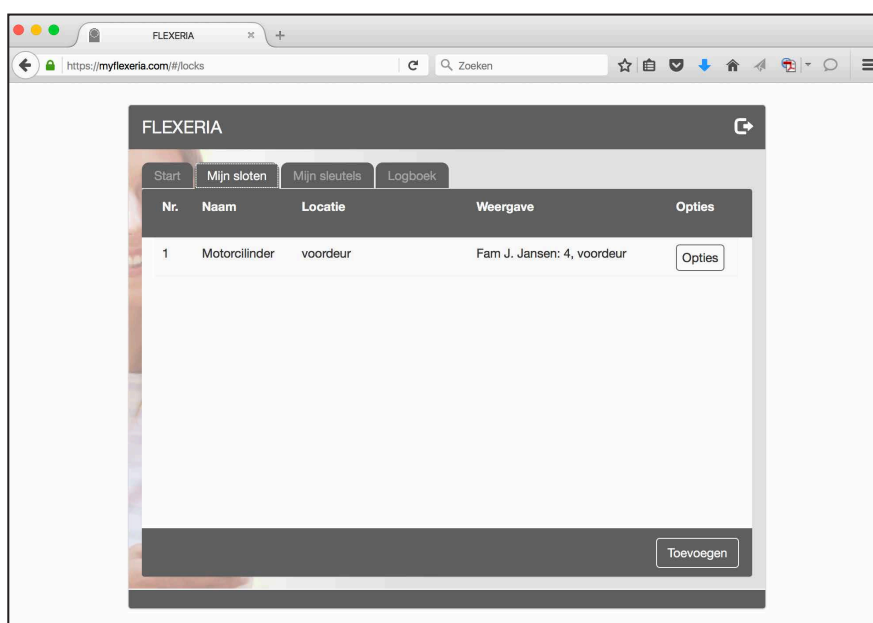 FLEXERIA
https://myflexeria.com/#/locks
Zoeken
FLEXERIA
Start Mijn sloten Mijn sleutels Logboek
Nr. Naam Locatie Weergave Opties
1 Motorcilinder voordeur Fam J. Jansen: 4, voordeur Opties
Toevoegen